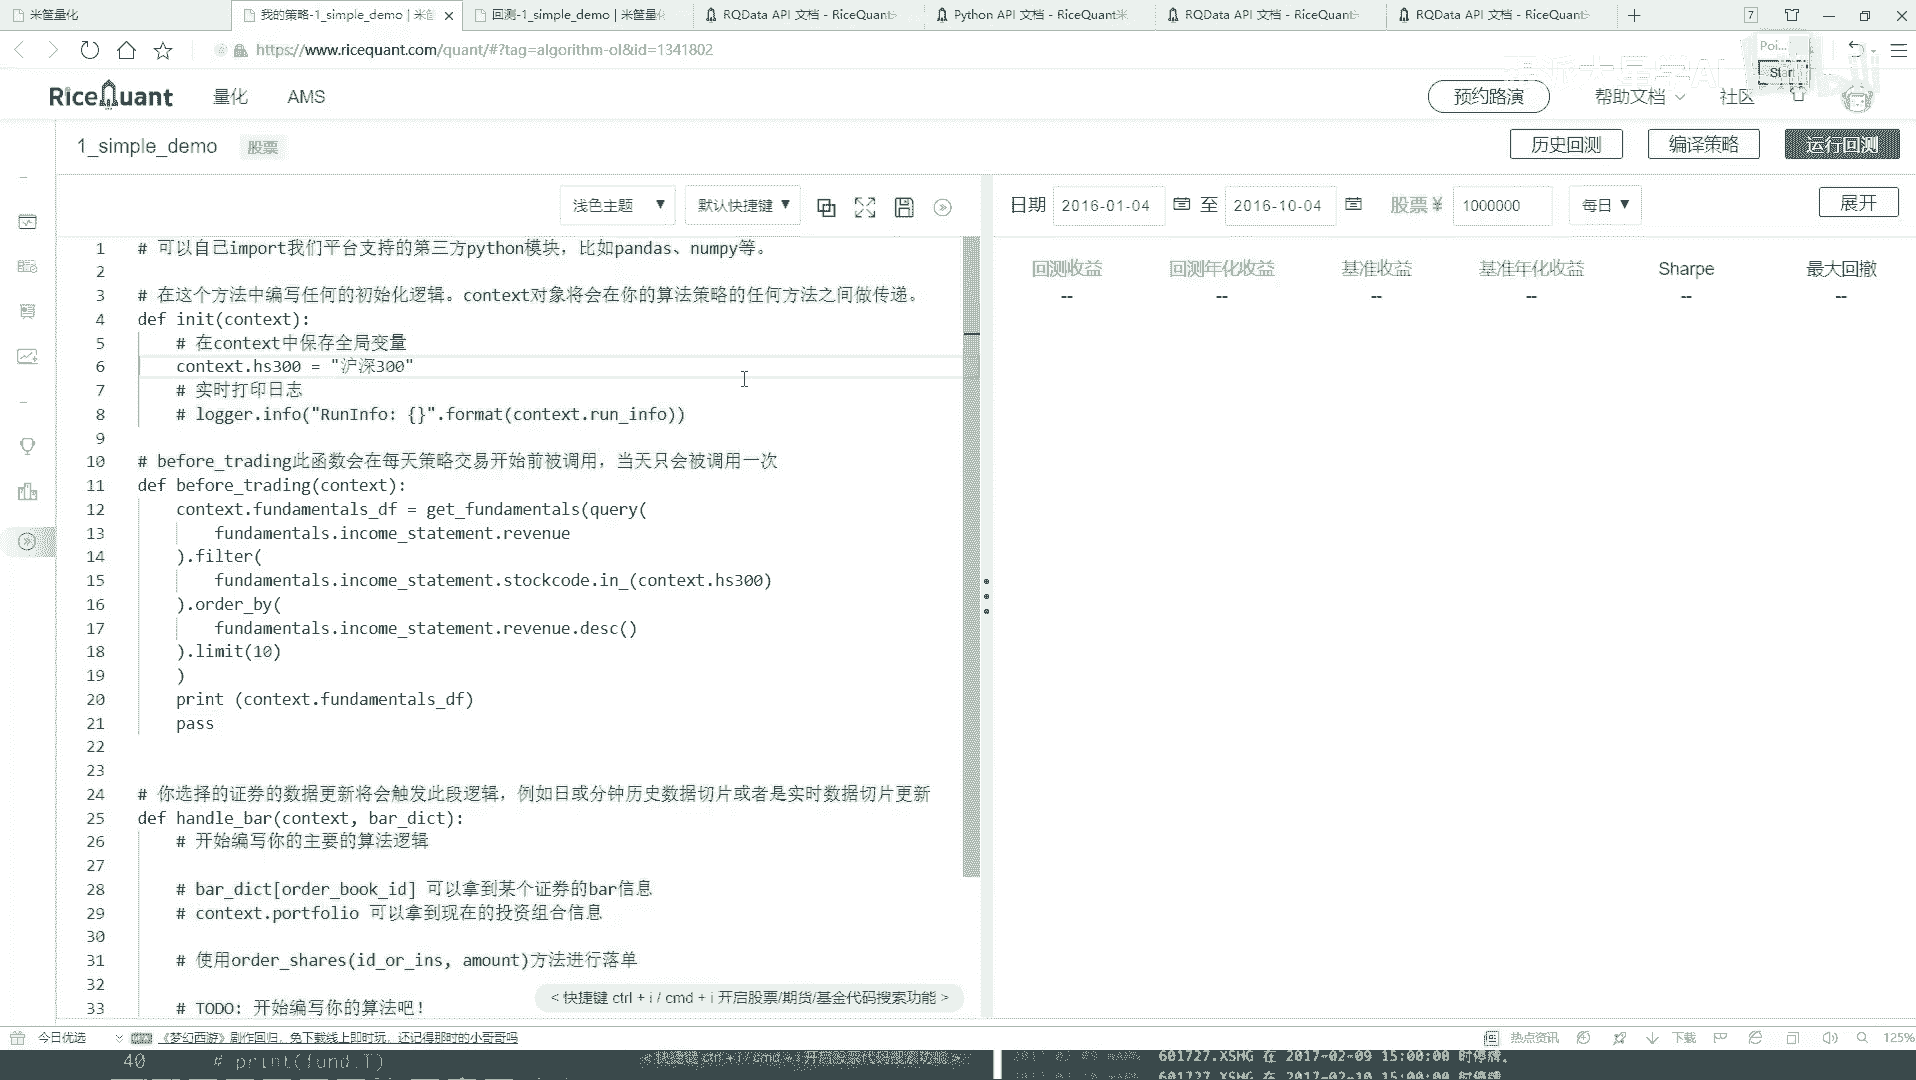 米筐量化
我的策略-1_simple_demo | 米筐
回测-1_simple_demo | 米筐量化
RQData API 文档 - RiceQuant
Python API 文档 - RiceQuant米
RQData API 文档 - RiceQuant
RQData API 文档 - RiceQuant
7
https://www.ricequant.com/quant/#?tag=algorithm-ol&id=1341802
Poi...
Start
RiceQuant
量化
AMS
预约路演
帮助文档
社区
1_simple_demo
股票
历史回测
编译策略
运行回测
浅色主题 ▼
默认快捷键 ▼
日期
2016-01-04
至
2016-10-04
股票 ¥
1000000
每日 ▼
展开
回测收益
回测年化收益
基准收益
基准年化收益
Sharpe
最大回撤
--
--
--
--
--
--
1 # 可以自己import我们平台支持的第三方python模块，比如pandas、numpy等。
2
3 # 在这个方法中编写任何的初始化逻辑。context对象将会在你的算法策略的任何方法之间做传递。
4 def init(context):
5 # 在context中保存全局变量
6 context.hs300 = "沪深300"
7 # 实时打印日志
8 # logger.info("RunInfo: {}".format(context.run_info))
9
10 # before_trading此函数会在每天策略交易开始前被调用，当天只会被调用一次
11 def before_trading(context):
12 context.fundamentals_df = get_fundamentals(query(
13 fundamentals.income_statement.revenue
14 ).filter(
15 fundamentals.income_statement.stockcode.in_(context.hs300)
16 ).order_by(
17 fundamentals.income_statement.revenue.desc()
18 ).limit(10)
19 )
20 print (context.fundamentals_df)
21 pass
22
23
24 # 你选择的证券的数据更新将会触发此段逻辑，例如日或分钟历史数据切片或者是实时数据切片更新
25 def handle_bar(context, bar_dict):
26 # 开始编写你的主要的算法逻辑
27
28 # bar_dict[order_book_id] 可以拿到某个证券的bar信息
29 # context.portfolio 可以拿到现在的投资组合信息
30
31 # 使用order_shares(id_or_ins, amount)方法进行落单
32
33 # TODO: 开始编写你的算法吧！
< 快捷键 ctrl + i / cmd + i 开启股票/期货/基金代码搜索功能 >
今日优选
《梦幻西游》剧作回归，免下载线上即时玩，还记得那时的小哥哥吗
热点资讯
下载
125%
40 # print(fund.T)
601727.XSHG 在 2017-02-09 15:00:00 时停牌。
601727.XSHG 在 2017-02-10 15:00:00 时停牌。